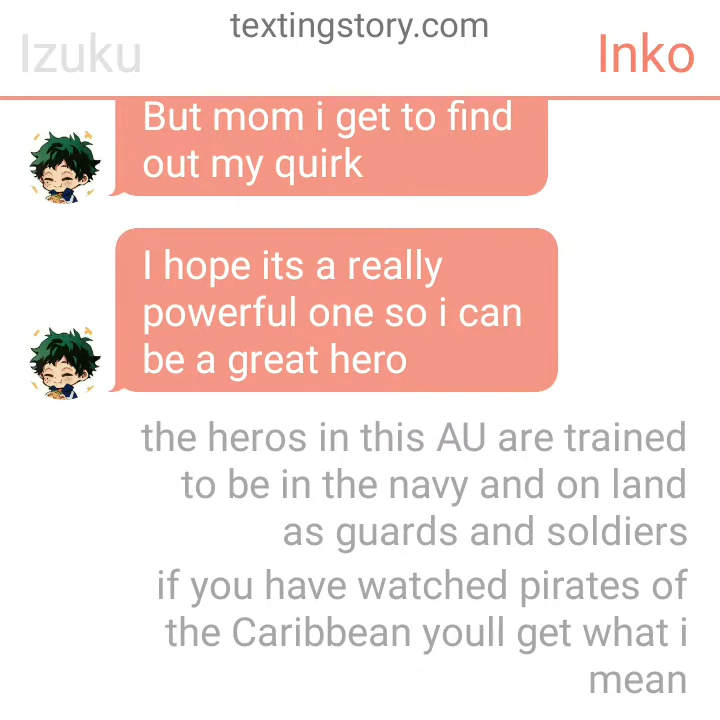 textingstory.com
Izuku
Inko
But mom i get to find
out my quirk
I hope its a really
powerful one so i can
be a great hero
the heros in this AU are trained
to be in the navy and on land
as guards and soldiers
if you have watched pirates of
the Caribbean youll get what i
mean